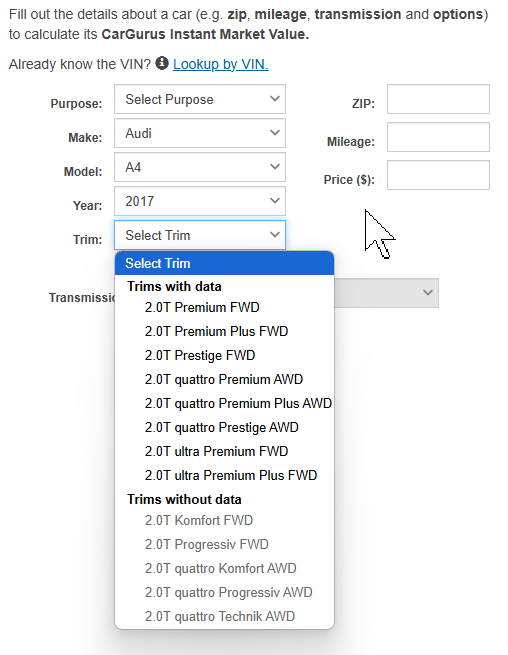 Fill out the details about a car (e.g. zip, mileage, transmission and options)
to calculate its CarGurus Instant Market Value.
Already know the VIN? Lookup by VIN.
Purpose: Select Purpose
ZIP:
Make: Audi
Mileage:
Model: A4
Price ($):
Year: 2017
Trim: Select Trim
Select Trim
Trims with data
Transmissio
2.0T Premium FWD
2.0T Premium Plus FWD
2.0T Prestige FWD
2.0T quattro Premium AWD
2.0T quattro Premium Plus AWD
2.0T quattro Prestige AWD
2.0T ultra Premium FWD
2.0T ultra Premium Plus FWD
Trims without data
2.0T Komfort FWD
2.0T Progressiv FWD
2.0T quattro Komfort AWD
2.0T quattro Progressiv AWD
2.0T quattro Technik AWD